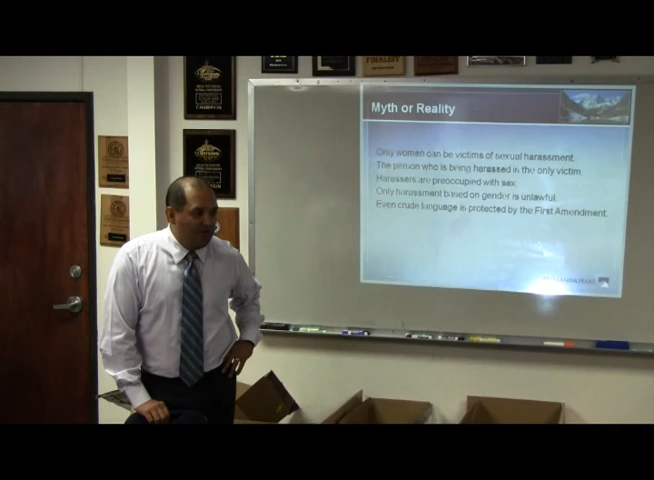 FINALIST
CHAMPION
Myth or Reality
Only women can be victims of sexual harassment.
The person who is being harassed is the only victim.
Harassers are preoccupied with sex.
Only harassment based on gender is unlawful.
Even crude language is protected by the First Amendment.